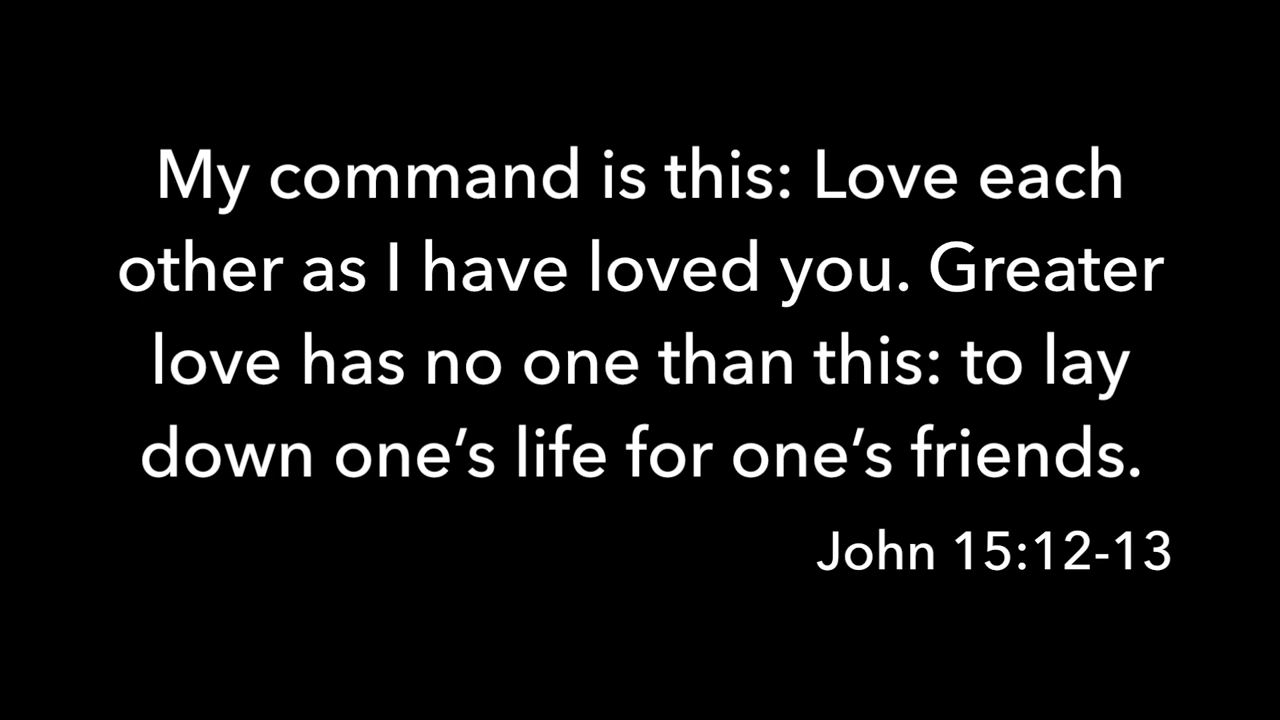 My command is this: Love each
other as I have loved you. Greater
love has no one than this: to lay
down one’s life for one’s friends.
John 15:12-13